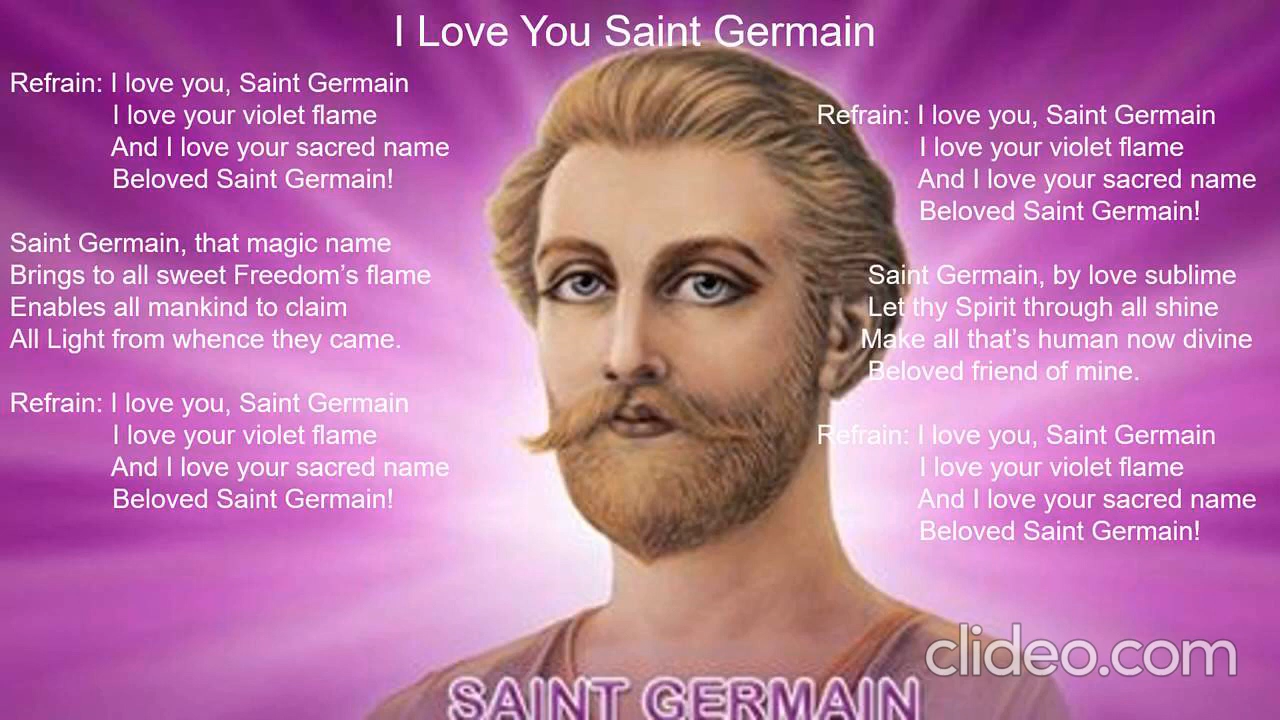 I Love You Saint Germain
Refrain: I love you, Saint Germain
I love your violet flame
And I love your sacred name
Beloved Saint Germain!
Saint Germain, that magic name
Brings to all sweet Freedom’s flame
Enables all mankind to claim
All Light from whence they came.
Refrain: I love you, Saint Germain
I love your violet flame
And I love your sacred name
Beloved Saint Germain!
Refrain: I love you, Saint Germain
I love your violet flame
And I love your sacred name
Beloved Saint Germain!
Saint Germain, by love sublime
Let thy Spirit through all shine
Make all that’s human now divine
Beloved friend of mine.
Refrain: I love you, Saint Germain
I love your violet flame
And I love your sacred name
Beloved Saint Germain!
clideo.com
SAINT GERMAIN